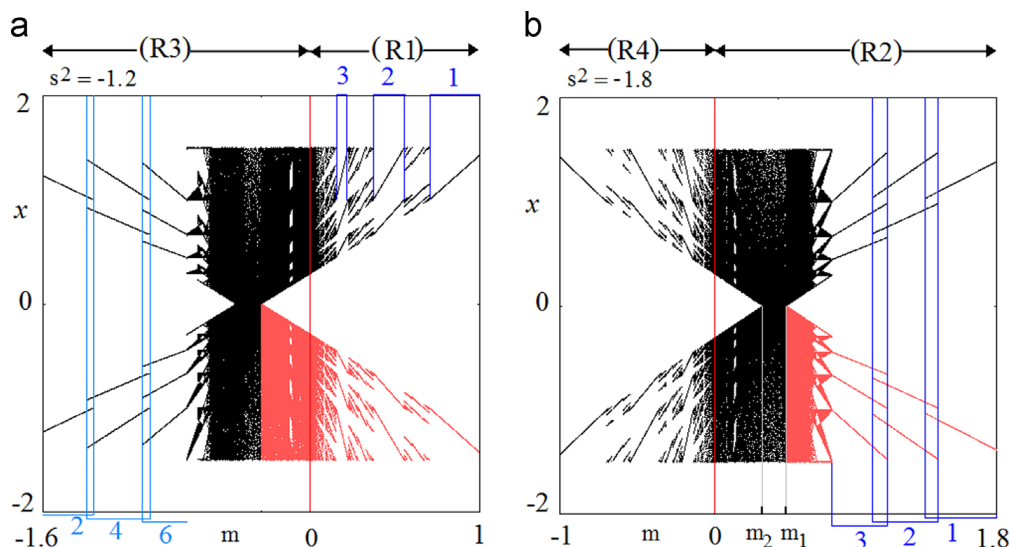 a
(R3) (R1)
s² = -1.2
3 2 1
2
x
0
-2
2 4 6
-1.6 m 0 1
b
(R4) (R2)
s² = -1.8
2
x
0
-2
3 2 1
-1 m 0 m₂ m₁ 1.8